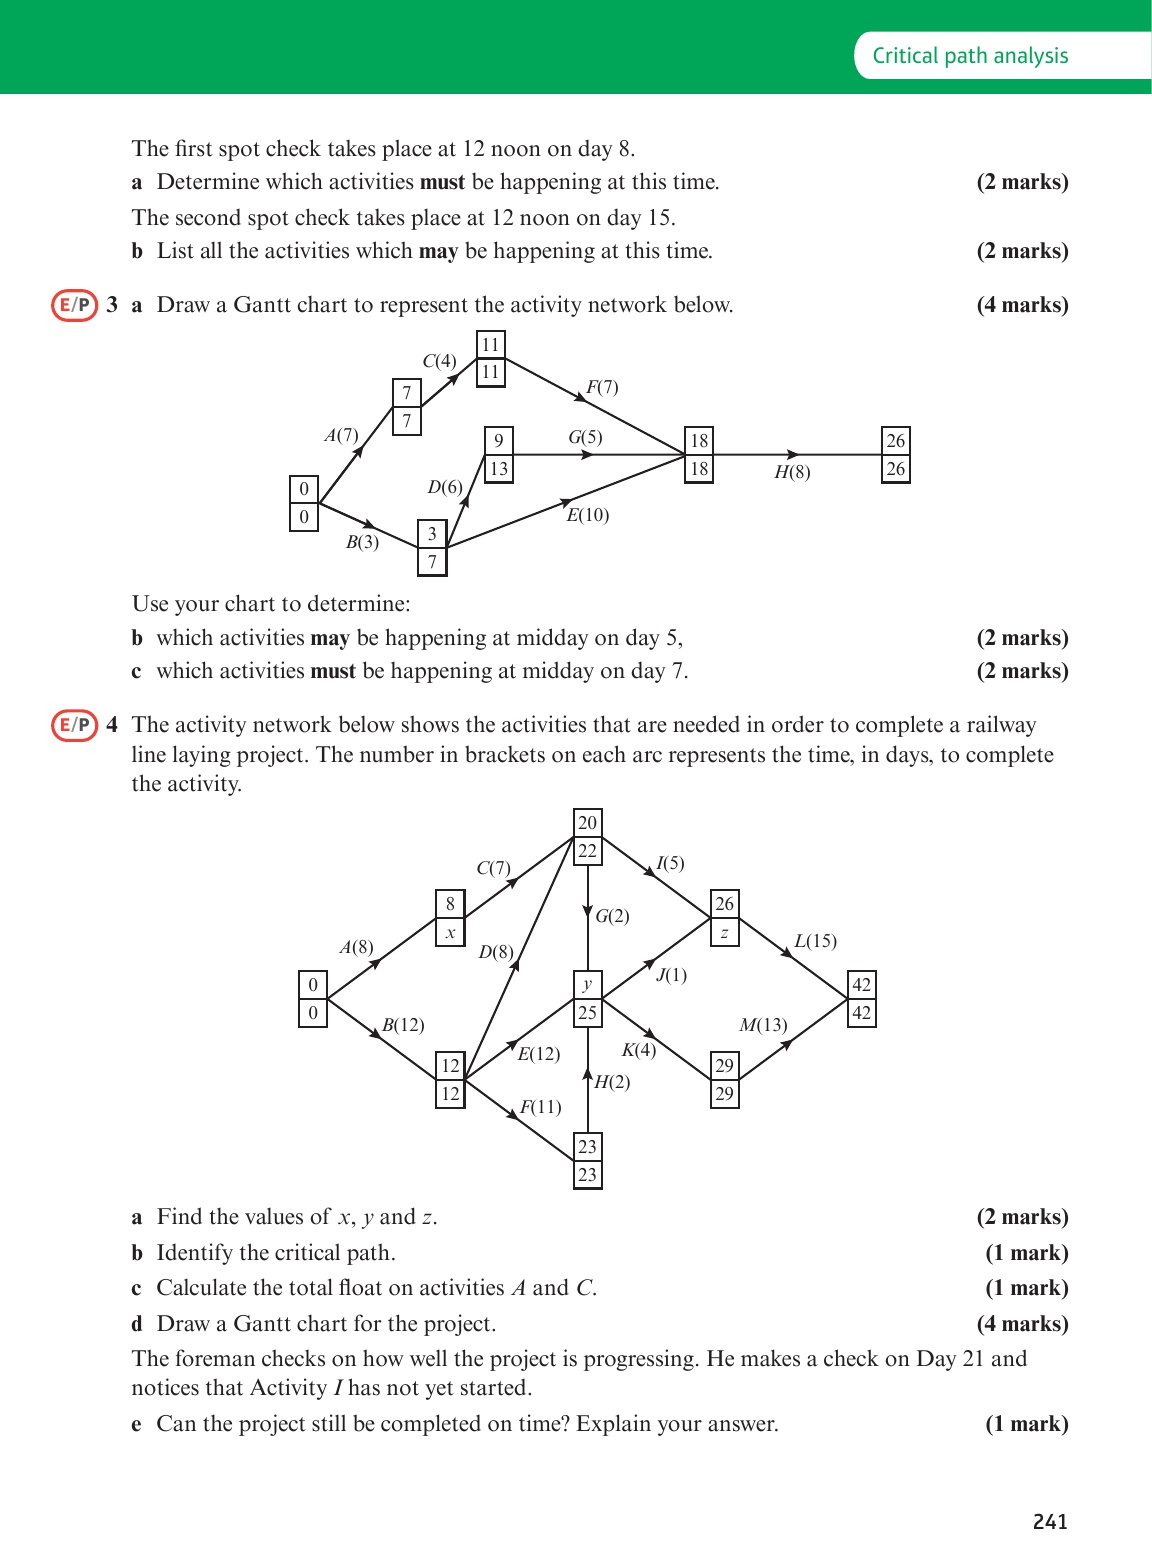 Critical path analysis
The first spot check takes place at 12 noon on day 8.
a Determine which activities must be happening at this time. (2 marks)
The second spot check takes place at 12 noon on day 15.
b List all the activities which may be happening at this time. (2 marks)
E/P 3 a Draw a Gantt chart to represent the activity network below. (4 marks)
11
C(4)
11
7
F(7)
7
A(7)
9
G(5)
18
26
13
18
H(8)
26
0
D(6)
0
E(10)
B(3)
3
7
Use your chart to determine:
b which activities may be happening at midday on day 5, (2 marks)
c which activities must be happening at midday on day 7. (2 marks)
E/P 4 The activity network below shows the activities that are needed in order to complete a railway
line laying project. The number in brackets on each arc represents the time, in days, to complete
the activity.
20
22
C(7)
I(5)
8
26
x
G(2)
z
A(8)
D(8)
L(15)
J(1)
0
y
42
0
25
42
B(12)
M(13)
E(12)
K(4)
12
29
12
H(2)
29
F(11)
23
23
a Find the values of x, y and z. (2 marks)
b Identify the critical path. (1 mark)
c Calculate the total float on activities A and C. (1 mark)
d Draw a Gantt chart for the project. (4 marks)
The foreman checks on how well the project is progressing. He makes a check on Day 21 and
notices that Activity I has not yet started.
e Can the project still be completed on time? Explain your answer. (1 mark)
241